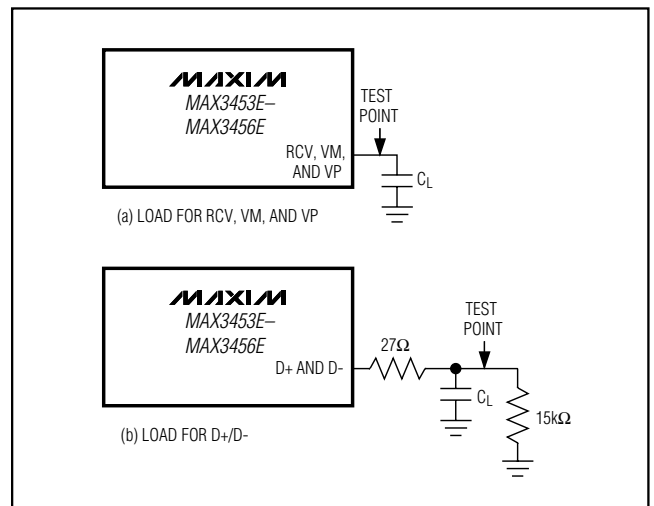 MAXIM
MAX3453E–
MAX3456E
TEST
POINT
RCV, VM,
AND VP
CL
(a) LOAD FOR RCV, VM, AND VP
MAXIM
MAX3453E–
MAX3456E
TEST
POINT
27Ω
D+ AND D-
CL
15kΩ
(b) LOAD FOR D+/D-